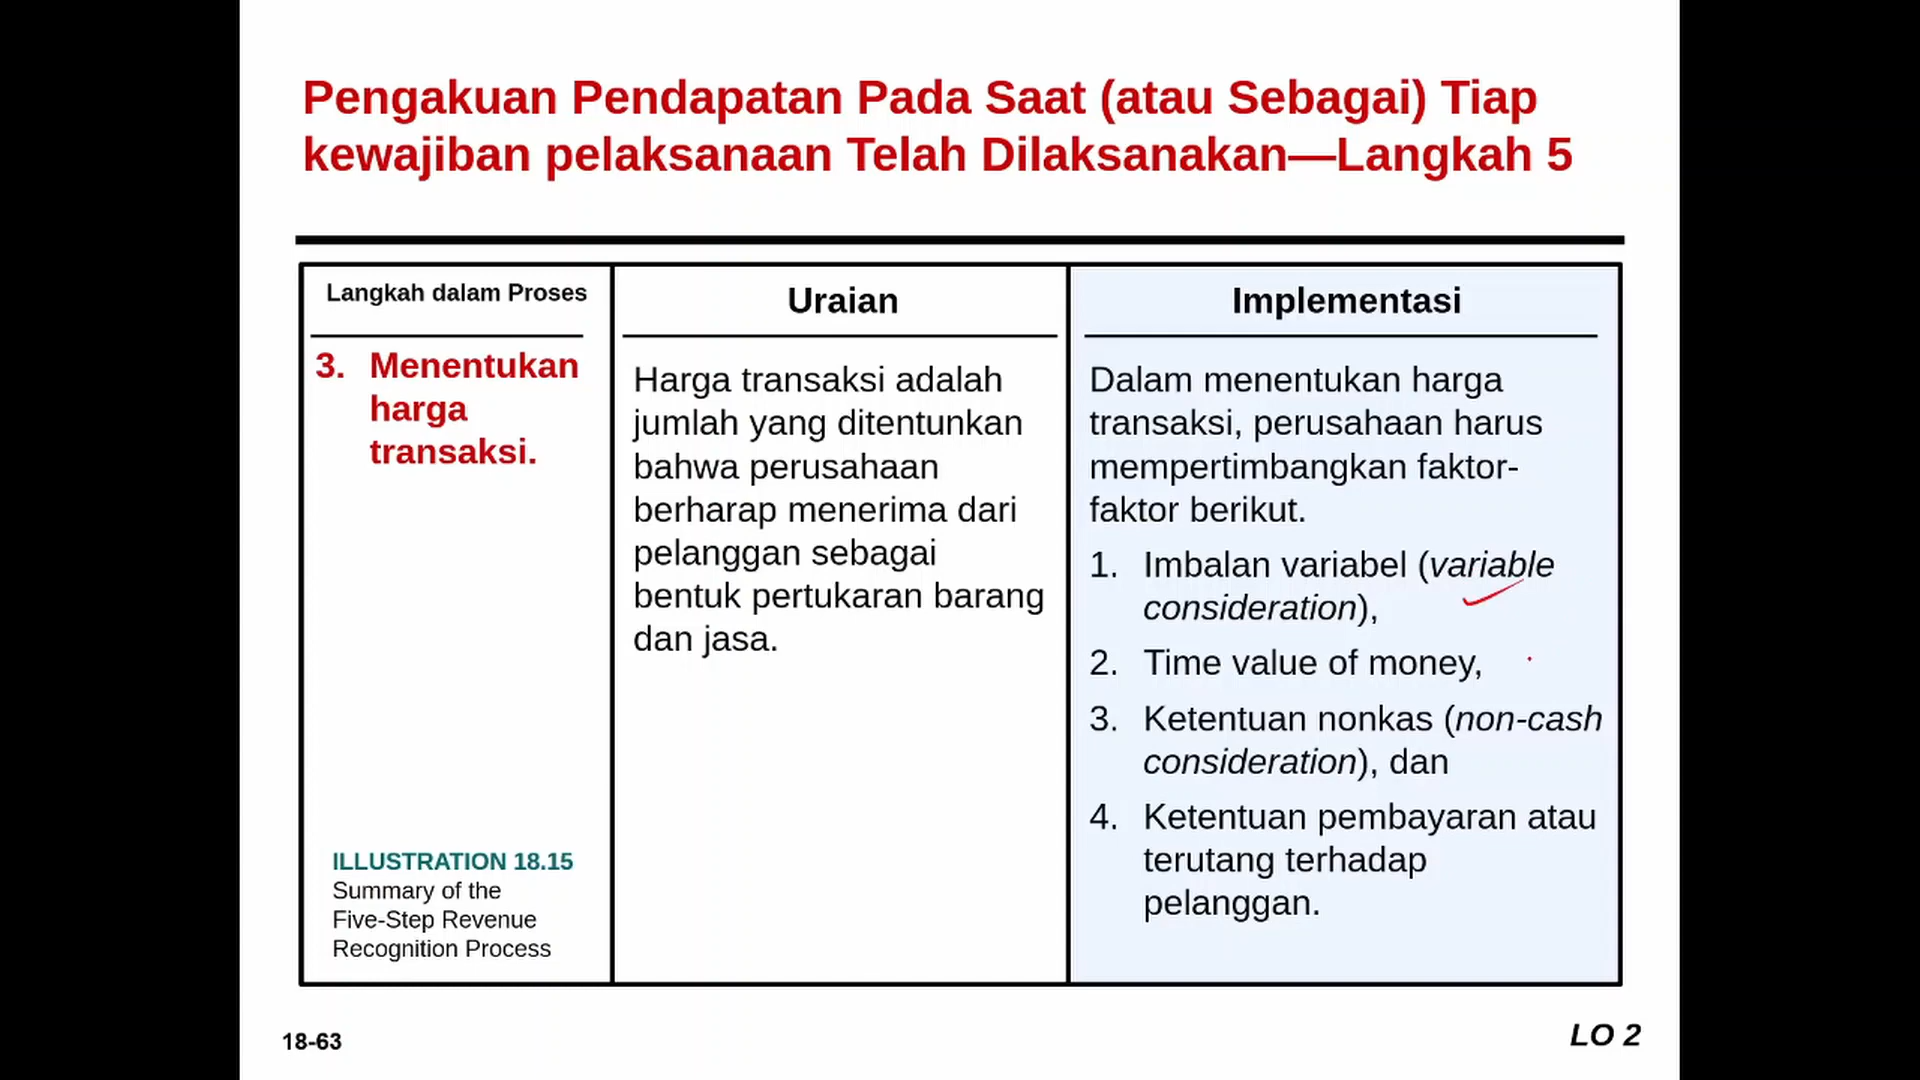 Pengakuan Pendapatan Pada Saat (atau Sebagai) Tiap
kewajiban pelaksanaan Telah Dilaksanakan—Langkah 5
Langkah dalam Proses
3. Menentukan
harga
transaksi.
ILLUSTRATION 18.15
Summary of the
Five-Step Revenue
Recognition Process
Uraian
Harga transaksi adalah
jumlah yang ditentunkan
bahwa perusahaan
berharap menerima dari
pelanggan sebagai
bentuk pertukaran barang
dan jasa.
Implementasi
Dalam menentukan harga
transaksi, perusahaan harus
mempertimbangkan faktor-
faktor berikut.
1. Imbalan variabel (variable
consideration),
2. Time value of money,
3. Ketentuan nonkas (non-cash
consideration), dan
4. Ketentuan pembayaran atau
terutang terhadap
pelanggan.
18-63
LO 2